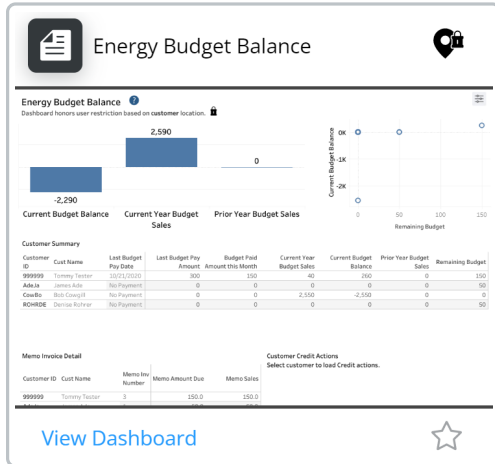 Energy Budget Balance
Energy Budget Balance ?
Dashboard honors user restriction based on customer location.
2,590
0
-2,290
Current Budget Balance
Current Year Budget Sales
Prior Year Budget Sales
Current Budget Balance
0K
-1K
-2K
0 50 100 150
Remaining Budget
Customer Summary
Customer ID Cust Name Last Budget Pay Date Last Budget Pay Amount Budget Paid Amount this Month Current Year Budget Sales Current Budget Balance Prior Year Budget Sales Remaining Budget
999999 Tommy Tester 10/21/2020 300 150 40 260 0 150
AdeJa James Ade No Payment 0 0 0 0 0 50
CowBo Bob Cowgill No Payment 0 0 2,550 -2,550 0 0
ROHRDE Denise Rohrer No Payment 0 0 0 0 0 50
Memo Invoice Detail
Customer ID Cust Name Memo Inv Number Memo Amount Due Memo Sales
999999 Tommy Tester 3 150.0 150.0
Customer Credit Actions
Select customer to load Credit actions.
View Dashboard